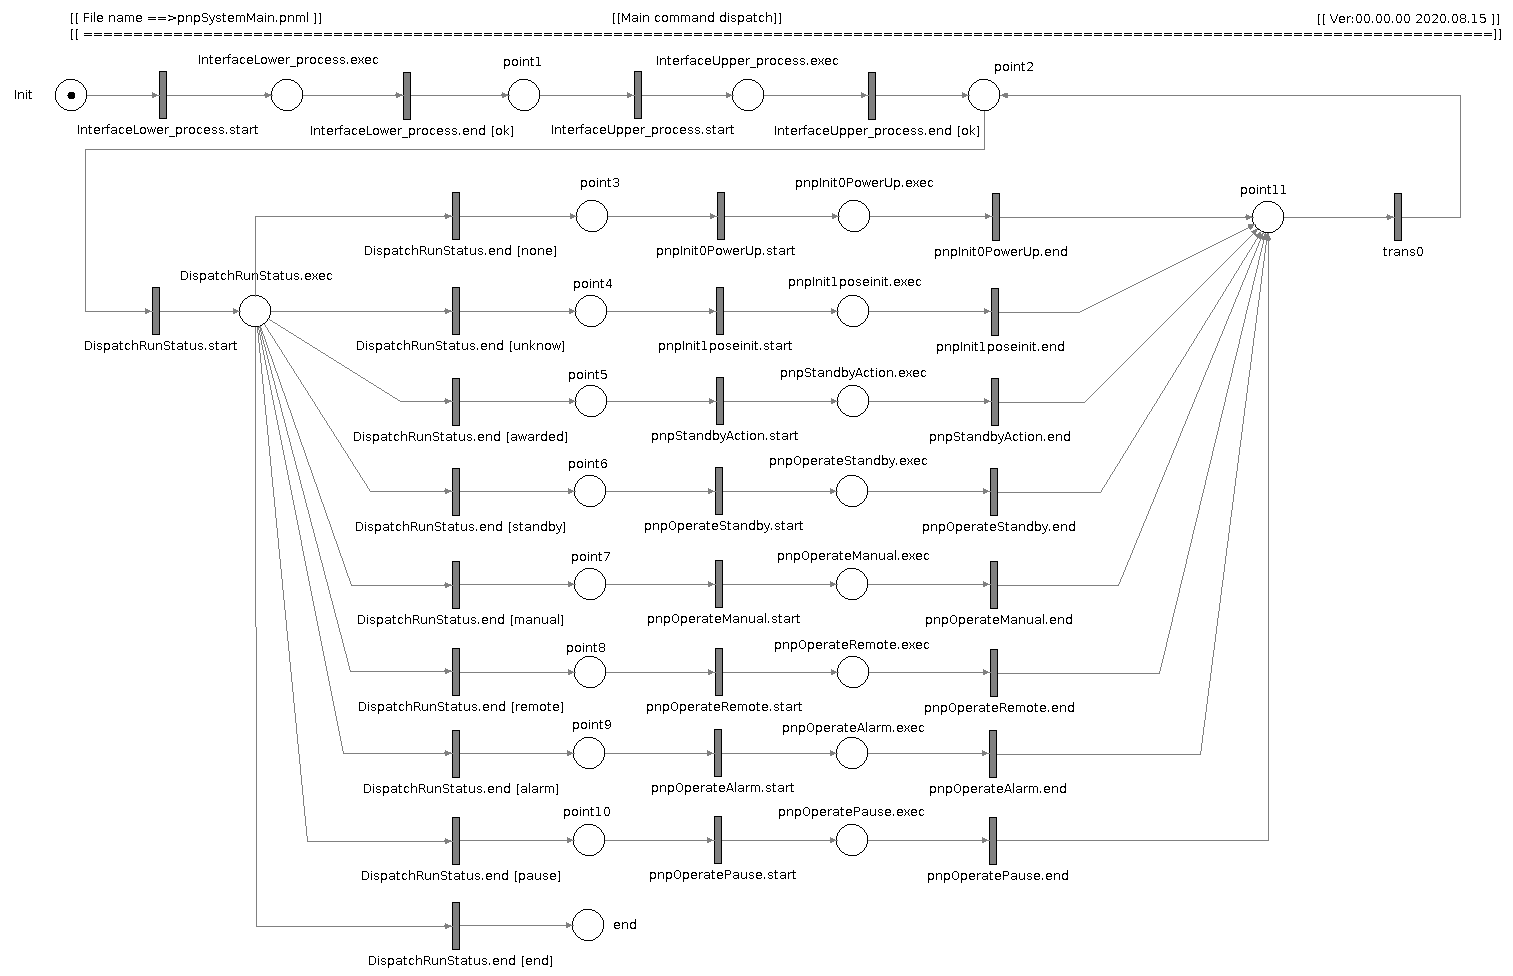 [[ File name ==>pnpSystemMain.pnml ]] [[Main command dispatch]] [[ Ver:00.00.00 2020.08.15 ]]
[[ =============================================================================================================================================]]
InterfaceLower_process.exec point1 InterfaceUpper_process.exec point2
Init
InterfaceLower_process.start InterfaceLower_process.end [ok] InterfaceUpper_process.start InterfaceUpper_process.end [ok]
point3 pnpInit0PowerUp.exec point11
DispatchRunStatus.end [none] pnpInit0PowerUp.start pnpInit0PowerUp.end trans0
DispatchRunStatus.exec point4 pnpInit1poseinit.exec
DispatchRunStatus.start DispatchRunStatus.end [unknow] pnpInit1poseinit.start pnpInit1poseinit.end
point5 pnpStandbyAction.exec
DispatchRunStatus.end [awarded] pnpStandbyAction.start pnpStandbyAction.end
point6 pnpOperateStandby.exec
DispatchRunStatus.end [standby] pnpOperateStandby.start pnpOperateStandby.end
point7 pnpOperateManual.exec
DispatchRunStatus.end [manual] pnpOperateManual.start pnpOperateManual.end
point8 pnpOperateRemote.exec
DispatchRunStatus.end [remote] pnpOperateRemote.start pnpOperateRemote.end
point9 pnpOperateAlarm.exec
DispatchRunStatus.end [alarm] pnpOperateAlarm.start pnpOperateAlarm.end
point10 pnpOperatePause.exec
DispatchRunStatus.end [pause] pnpOperatePause.start pnpOperatePause.end
end
DispatchRunStatus.end [end]